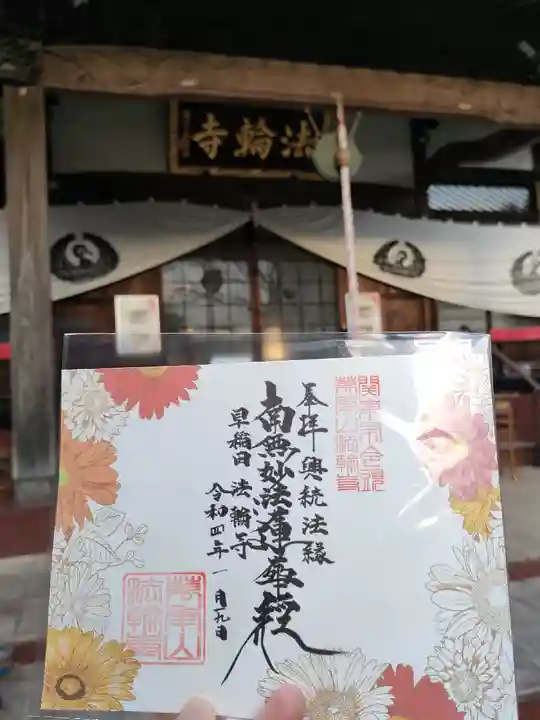 法輪寺
奉拝 興統法縁
南無妙法蓮華経
早稲田 法輪寺
令和四年一月九日